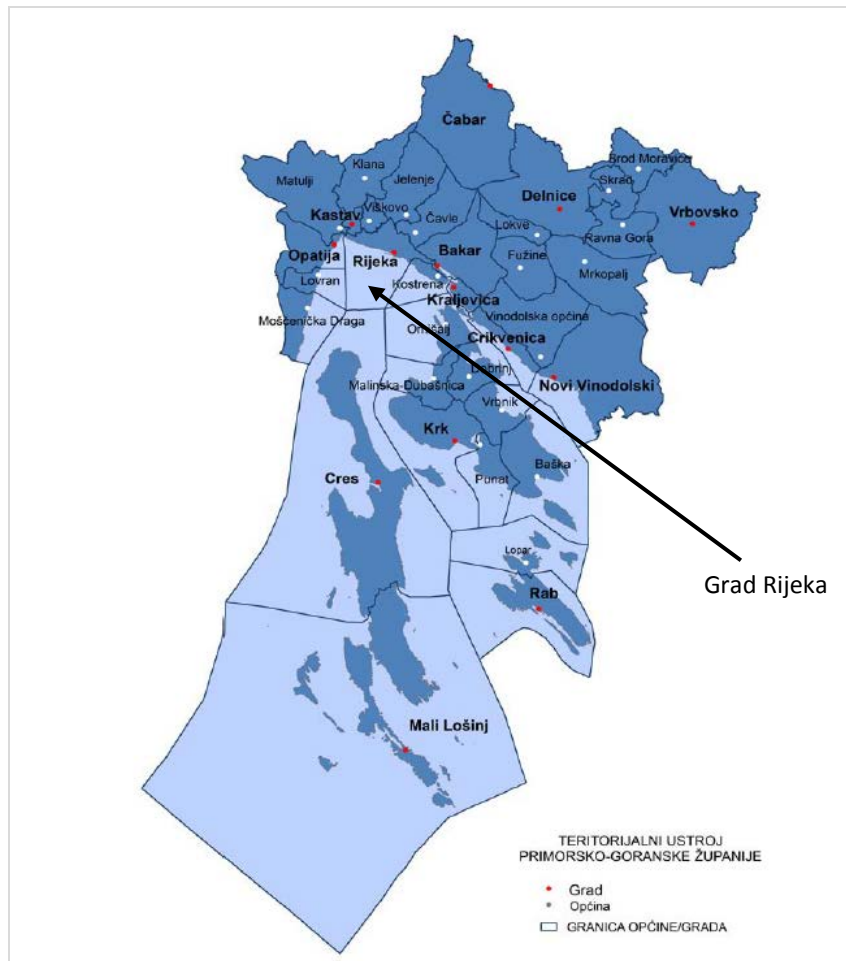 Čabar
Brod Moravice
Klana
Matulji
Jelenje
Skrad
Delnice
Viškovo
Kastav
Čavle
Vrbovsko
Lokve
Ravna Gora
Opatija
Rijeka
Bakar
Fužine
Mrkopalj
Lovran
Kostrena
Kraljevica
Mošćenička Draga
Vinodolska općina
Omišalj
Crikvenica
Dobrinj
Malinska-Dubašnica
Novi Vinodolski
Vrbnik
Krk
Baška
Cres
Punat
Lopar
Grad Rijeka
Rab
Mali Lošinj
TERITORIJALNI USTROJ
PRIMORSKO-GORANSKE ŽUPANIJE
Grad
Općina
GRANICA OPĆINE/GRADA